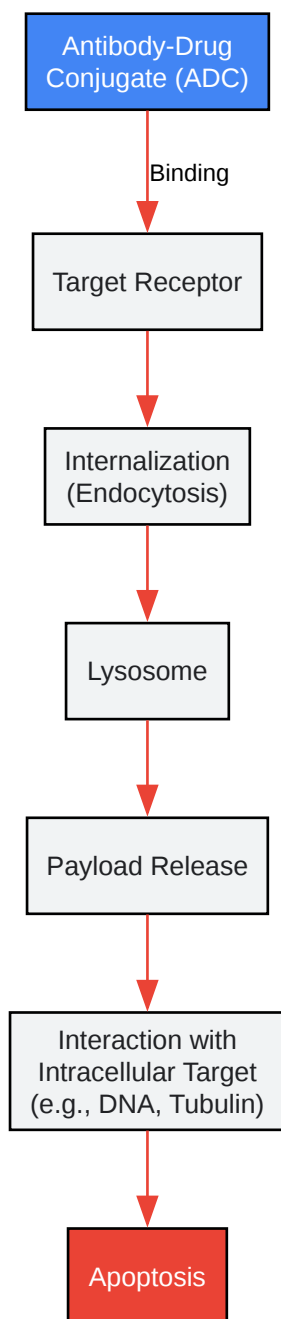 Antibody-Drug
Conjugate (ADC)
Binding
Target Receptor
Internalization
(Endocytosis)
Lysosome
Payload Release
Interaction with
Intracellular Target
(e.g., DNA, Tubulin)
Apoptosis